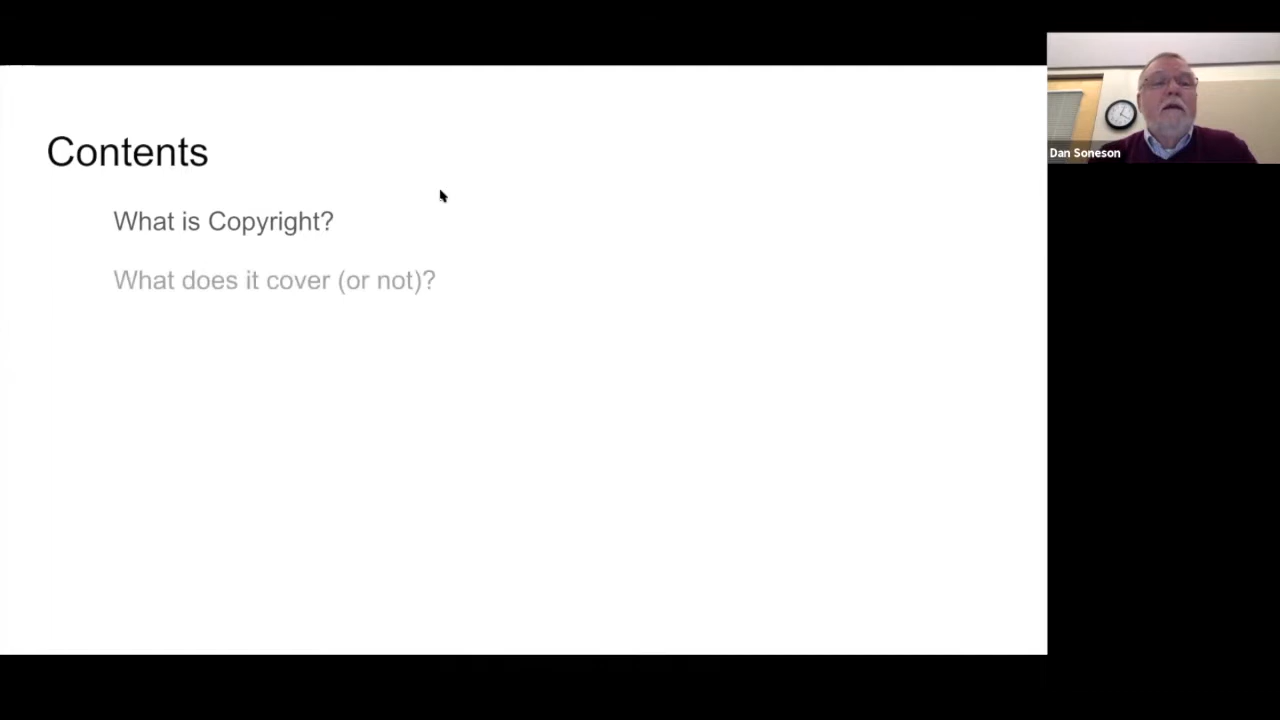 Contents
What is Copyright?
What does it cover (or not)?
Dan Soneson